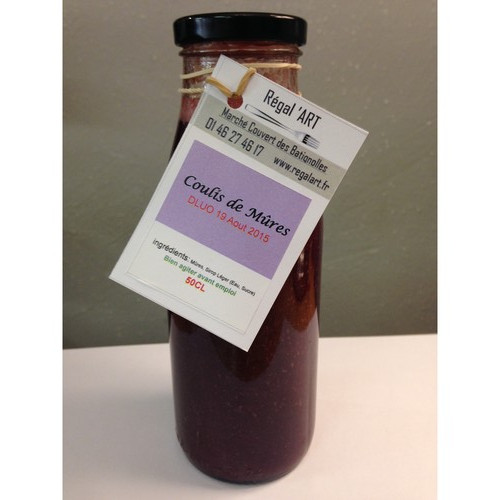 Régal 'ART
Marché Couvert des Batignolles
01 46 27 46 17
www.regalart.fr
Coulis de Mûres
DLUO 19 Aout 2015
Ingrédients: Mûres, Sirop Léger (Eau, Sucre)
Bien agiter avant emploi
50CL